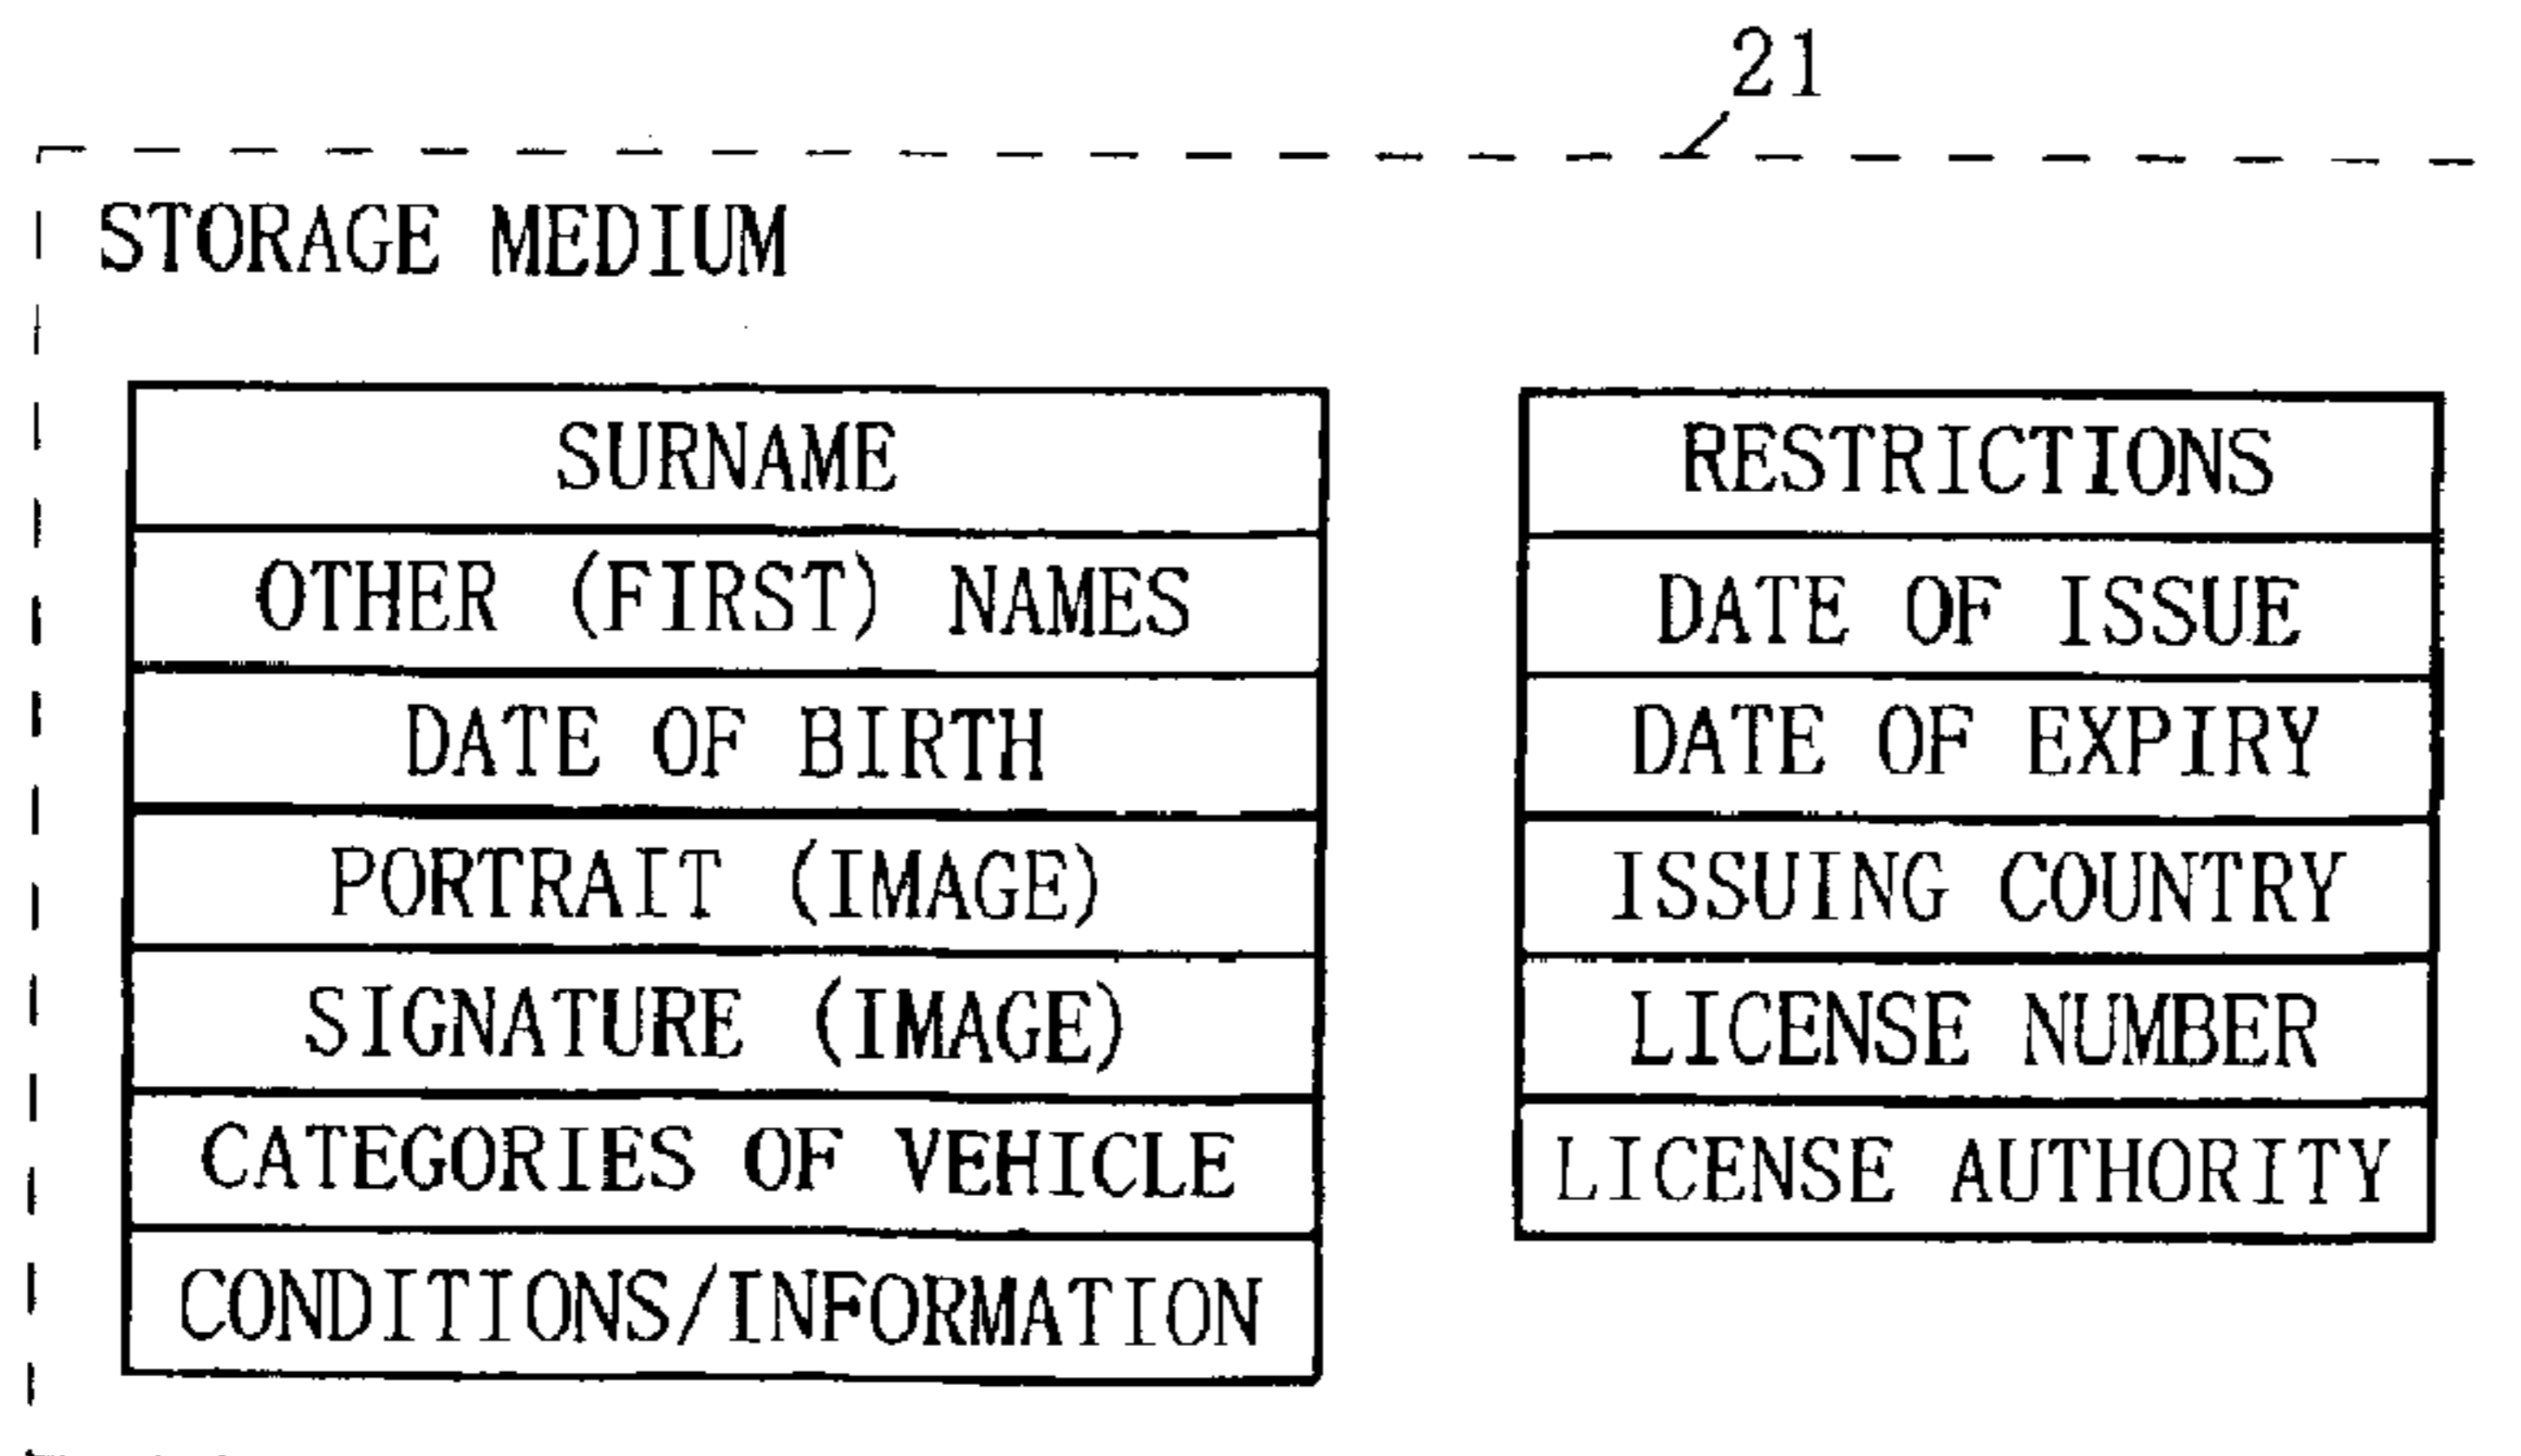 21
STORAGE MEDIUM
SURNAME
OTHER (FIRST) NAMES
DATE OF BIRTH
PORTRAIT (IMAGE)
SIGNATURE (IMAGE)
CATEGORIES OF VEHICLE
CONDITIONS/INFORMATION
RESTRICTIONS
DATE OF ISSUE
DATE OF EXPIRY
ISSUING COUNTRY
LICENSE NUMBER
LICENSE AUTHORITY